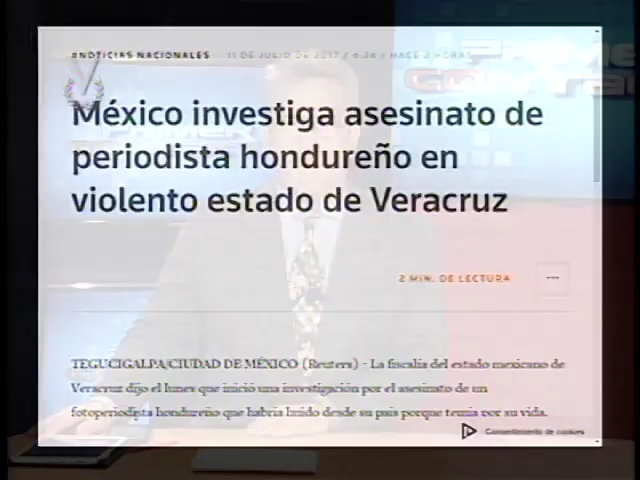 #NOTICIAS NACIONALES 11 DE JULIO DE 2017 / 4:24 / HACE 2 HORAS
México investiga asesinato de
periodista hondureño en
violento estado de Veracruz
2 MIN. DE LECTURA
TEGUCIGALPA/CIUDAD DE MÉXICO (Reuters) - La fiscalía del estado mexicano de
Veracruz dijo el lunes que inició una investigación por el asesinato de un
fotoperiodista hondureño que habría huido desde su país porque temía por su vida.
Consentimiento de cookies